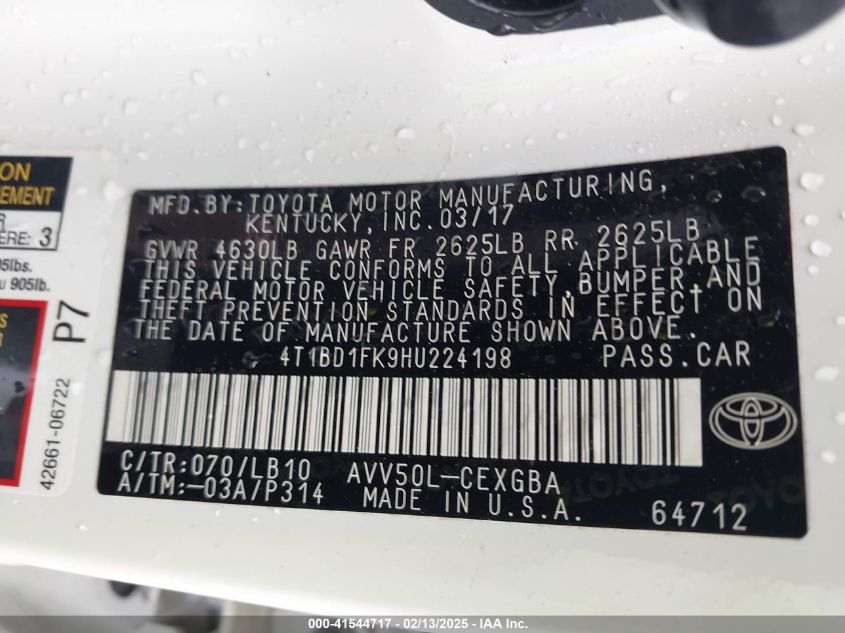 ON
EMENT
R
ERE: 3
05lbs.
u 905lb.
S
P7
42661-06722
MFD.BY:TOYOTA MOTOR MANUFACTURING,
KENTUCKY,INC.03/17
GVWR 4630LB GAWR FR 2625LB RR 2625LB
THIS VEHICLE CONFORMS TO ALL APPLICABLE
FEDERAL MOTOR VEHICLE SAFETY,BUMPER,AND
THEFT PREVENTION STANDARDS IN EFFECT ON
THE DATE OF MANUFACTURE SHOWN ABOVE.
4T1BD1FK9HU224198 PASS.CAR
C/TR:070/LB10 AVV50L-CEXGBA
A/TM:-03A/P314 MADE IN U.S.A.
64712
000-41544717 - 02/13/2025 - IAA Inc.